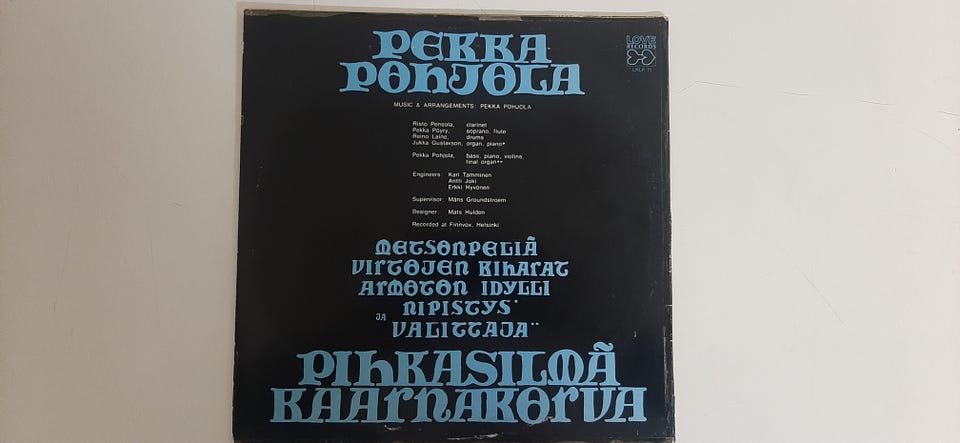 PEKKA
POHJOLA
LOVE
RECORDS
LRLP 71
MUSIC & ARRANGEMENTS: PEKKA POHJOLA
Risto Pensola, clarinet
Pekka Pöyry, soprano, flute
Reino Laine, drums
Jukka Gustavson, organ, piano*
Pekka Pohjola, bass, piano, violins,
final organ**
Engineers: Kari Tamminen
Antti Joki
Erkki Hyvönen
Supervisor: Måns Groundstroem
Designer: Mats Hulden
Recorded at Finnvox, Helsinki
METSONPELIÄ
VIRTOJEN KIHARAT
ARMOTON IDYLLI
NIPISTYS*
JA VALITTAJA**
PIHKASILMÄ
KAARNAKORVA